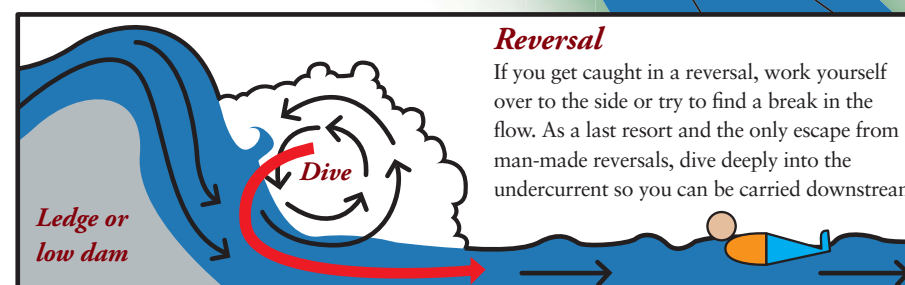 Reversal
If you get caught in a reversal, work yourself
over to the side or try to find a break in the
flow. As a last resort and the only escape from
man-made reversals, dive deeply into the
undercurrent so you can be carried downstream
Dive
Ledge or
low dam